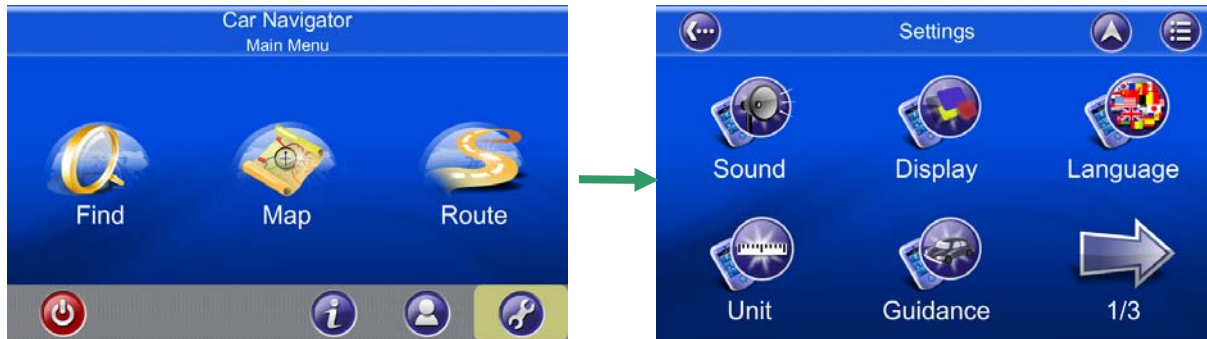 Car Navigator
Main Menu
Find
Map
Route
Settings
Sound
Display
Language
Unit
Guidance
1/3